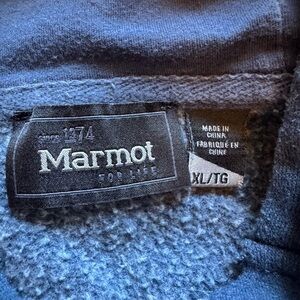 since 1974
Marmot
FOR LIFE
MADE IN
CHINA
FABRIQUÉ EN
CHINE
XL/TG